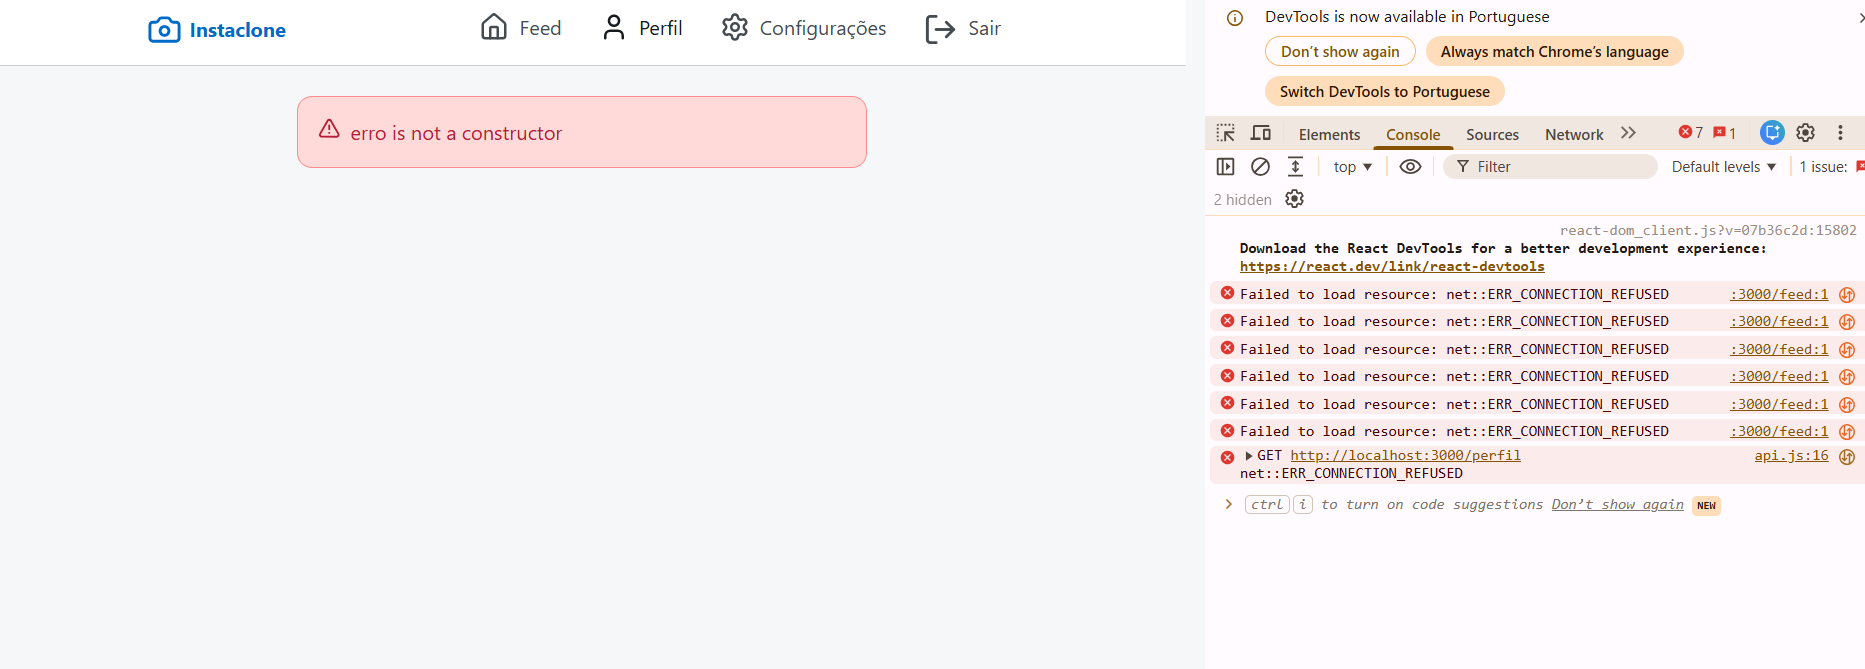 Instaclone
Feed
Perfil
Configurações
Sair
erro is not a constructor
DevTools is now available in Portuguese
Don't show again
Always match Chrome's language
Switch DevTools to Portuguese
Elements
Console
Sources
Network
7
1
top
Filter
Default levels
1 issue:
2 hidden
react-dom_client.js?v=07b36c2d:15802
Download the React DevTools for a better development experience:
https://react.dev/link/react-devtools
Failed to load resource: net::ERR_CONNECTION_REFUSED :3000/feed:1
Failed to load resource: net::ERR_CONNECTION_REFUSED :3000/feed:1
Failed to load resource: net::ERR_CONNECTION_REFUSED :3000/feed:1
Failed to load resource: net::ERR_CONNECTION_REFUSED :3000/feed:1
Failed to load resource: net::ERR_CONNECTION_REFUSED :3000/feed:1
Failed to load resource: net::ERR_CONNECTION_REFUSED :3000/feed:1
GET http://localhost:3000/perfil api.js:16
net::ERR_CONNECTION_REFUSED
ctrl i to turn on code suggestions Don't show again NEW